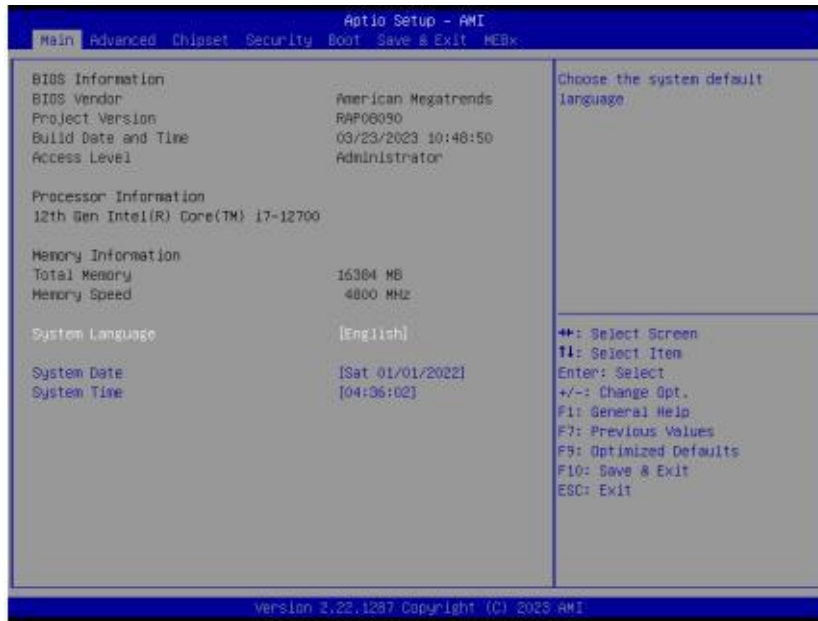 Aptio Setup - AMI
Main Advanced Chipset Security Boot Save & Exit MEBx
BIOS Information
BIOS Vendor American Megatrends
Project Version RAP08090
Build Date and Time 03/23/2023 10:48:50
Access Level Administrator
Processor Information
12th Gen Intel(R) Core(TM) i7-12700
Memory Information
Total Memory 16384 MB
Memory Speed 4800 MHz
System Language [English]
System Date [Sat 01/01/2022]
System Time [04:36:02]
Choose the system default
language
→←: Select Screen
↑↓: Select Item
Enter: Select
+/-: Change Opt.
F1: General Help
F7: Previous Values
F9: Optimized Defaults
F10: Save & Exit
ESC: Exit
Version 2.22.1287 Copyright (C) 2023 AMI